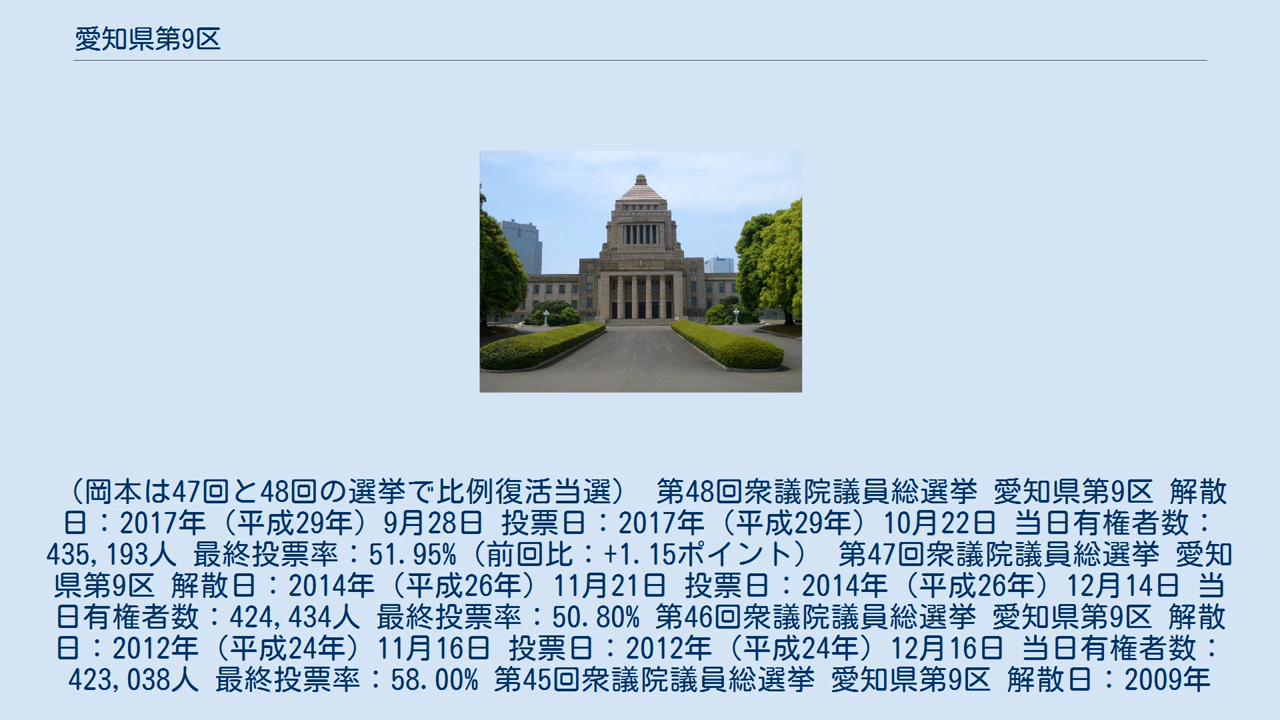 愛知県第9区
（岡本は47回と48回の選挙で比例復活当選） 第48回衆議院議員総選挙 愛知県第9区 解散
日：2017年（平成29年）9月28日 投票日：2017年（平成29年）10月22日 当日有権者数：
435,193人 最終投票率：51.95%（前回比：+1.15ポイント） 第47回衆議院議員総選挙 愛知
県第9区 解散日：2014年（平成26年）11月21日 投票日：2014年（平成26年）12月14日 当
日有権者数：424,434人 最終投票率：50.80% 第46回衆議院議員総選挙 愛知県第9区 解散
日：2012年（平成24年）11月16日 投票日：2012年（平成24年）12月16日 当日有権者数：
423,038人 最終投票率：58.00% 第45回衆議院議員総選挙 愛知県第9区 解散日：2009年